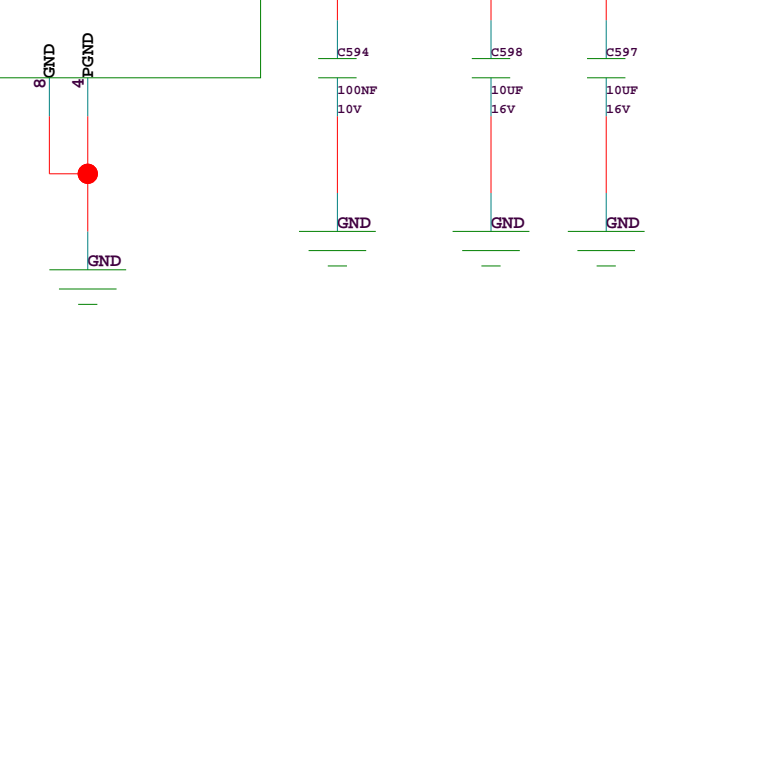 GND
PGND
8
4
GND
C594
100NF
10V
GND
C598
10UF
16V
GND
C597
10UF
16V
GND